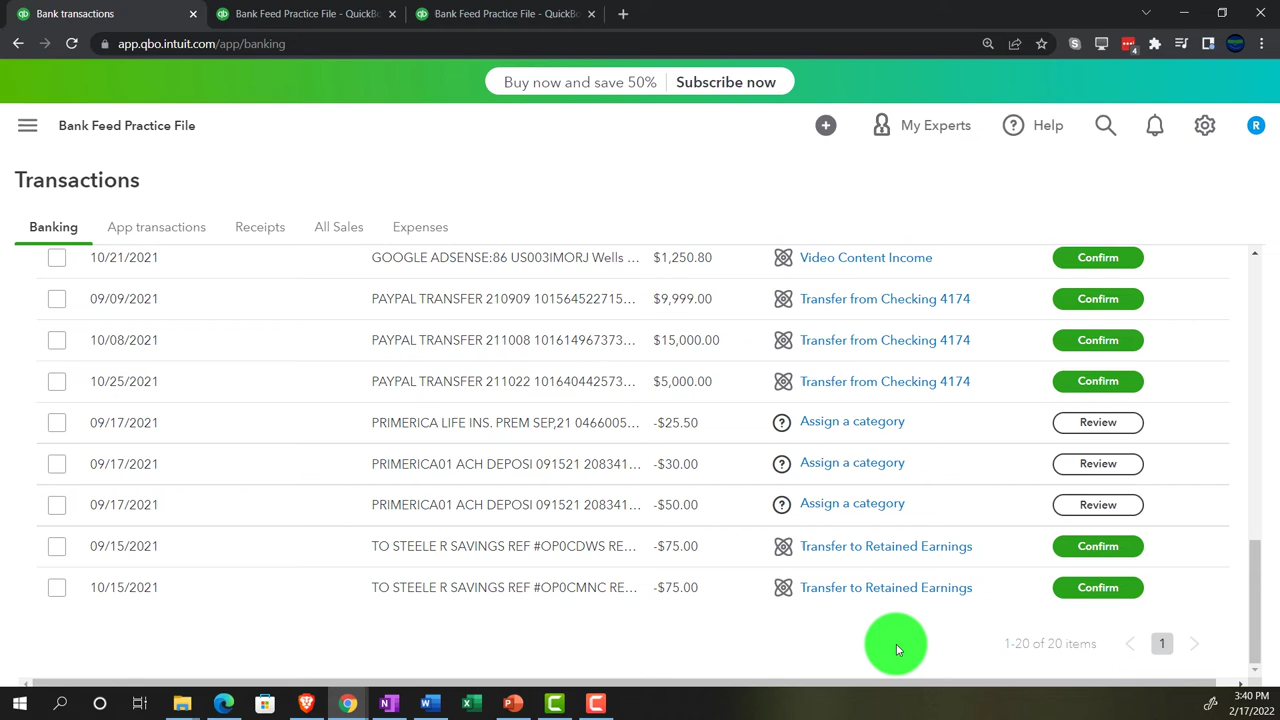 Bank transactions
Bank Feed Practice File - QuickBo
Bank Feed Practice File - QuickBo
app.qbo.intuit.com/app/banking
4
Buy now and save 50% Subscribe now
Bank Feed Practice File
My Experts
Help
R
Transactions
Banking App transactions Receipts All Sales Expenses
10/21/2021 GOOGLE ADSENSE:86 US003IMORJ Wells ... $1,250.80 Video Content Income Confirm
09/09/2021 PAYPAL TRANSFER 210909 101564522715... $9,999.00 Transfer from Checking 4174 Confirm
10/08/2021 PAYPAL TRANSFER 211008 101614967373... $15,000.00 Transfer from Checking 4174 Confirm
10/25/2021 PAYPAL TRANSFER 211022 101640442573... $5,000.00 Transfer from Checking 4174 Confirm
09/17/2021 PRIMERICA LIFE INS. PREM SEP,21 0466005... -$25.50 Assign a category Review
09/17/2021 PRIMERICA01 ACH DEPOSI 091521 208341... -$30.00 Assign a category Review
09/17/2021 PRIMERICA01 ACH DEPOSI 091521 208341... -$50.00 Assign a category Review
09/15/2021 TO STEELE R SAVINGS REF #OP0CDWS RE... -$75.00 Transfer to Retained Earnings Confirm
10/15/2021 TO STEELE R SAVINGS REF #OP0CMNC RE... -$75.00 Transfer to Retained Earnings Confirm
1-20 of 20 items 1
3:40 PM
2/17/2022